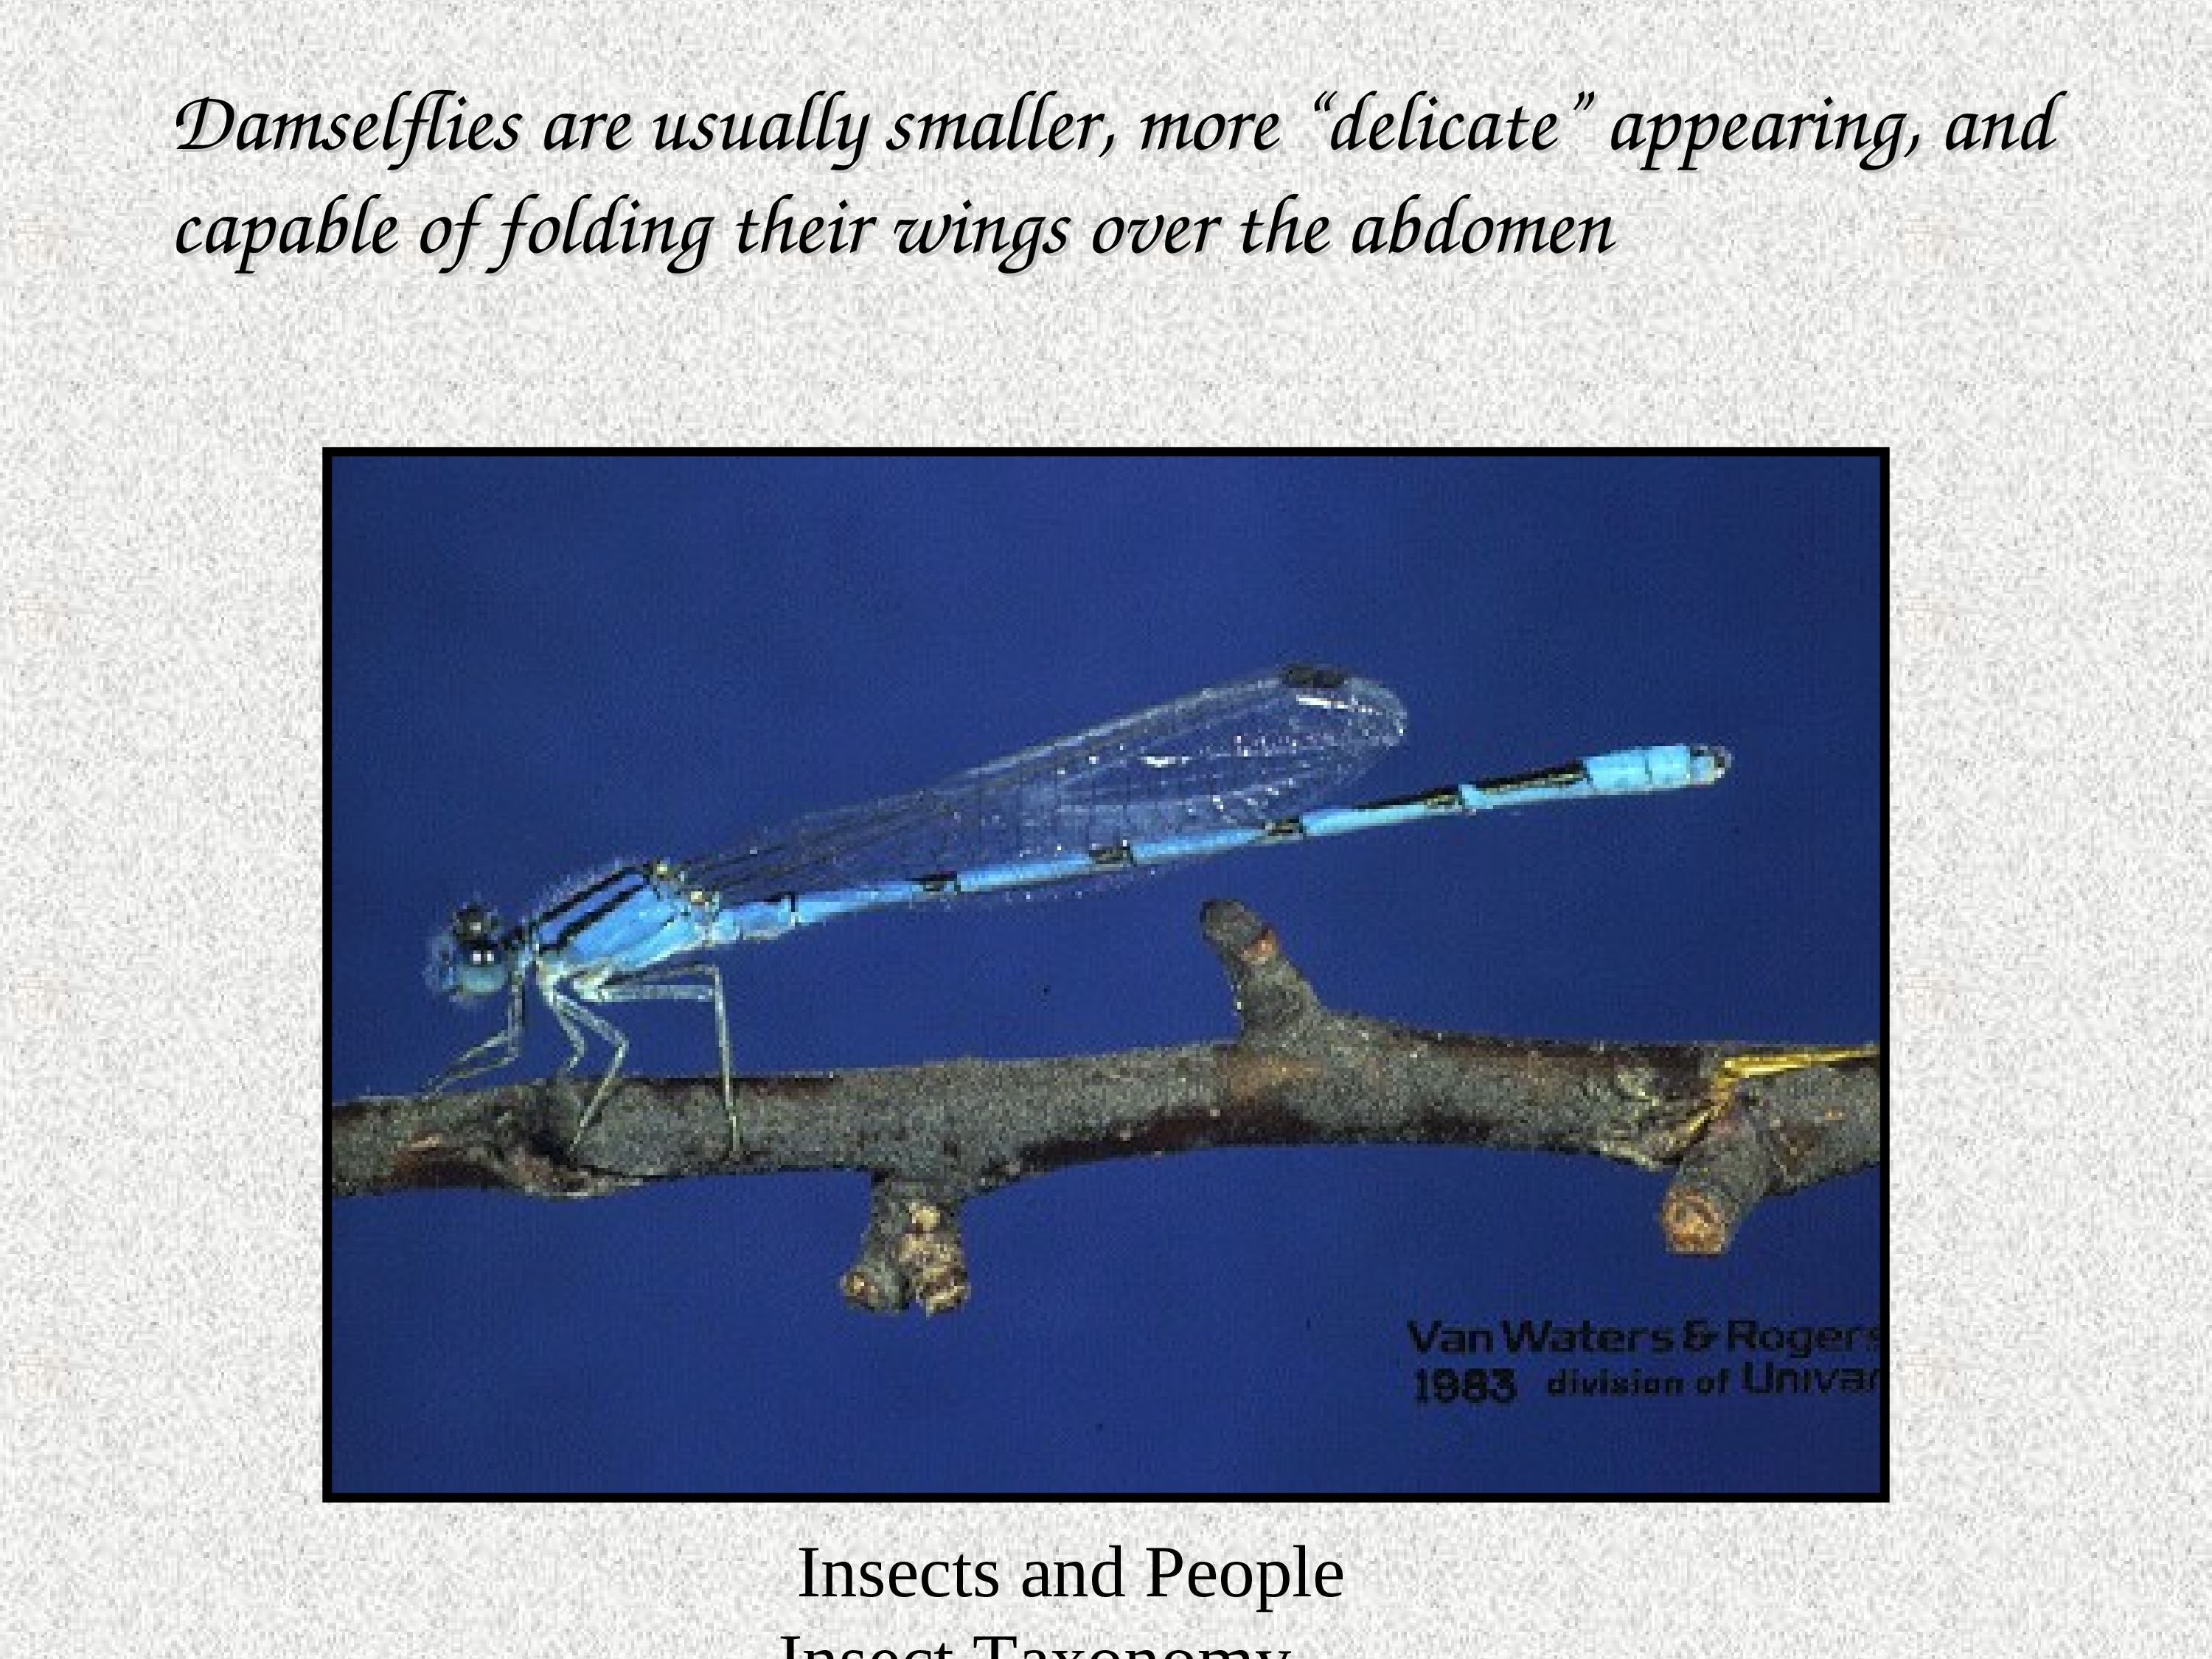 Damselflies are usually smaller, more “delicate” appearing, and
capable of folding their wings over the abdomen
Van Waters & Rogers
1983 division of Univar
Insects and People
Insect Taxonomy